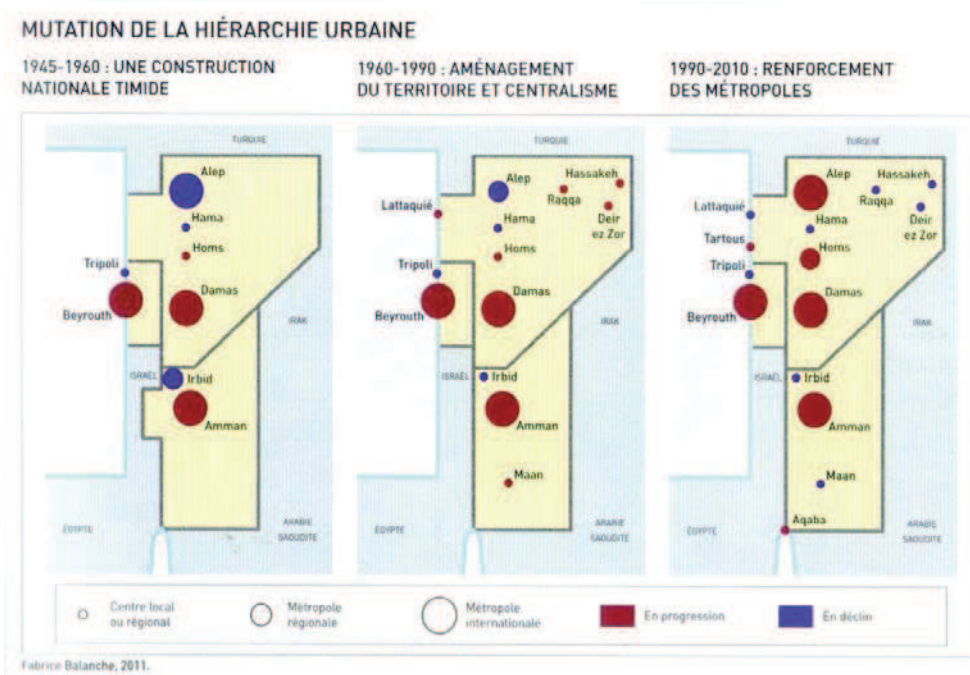 MUTATION DE LA HIÉRARCHIE URBAINE
1945-1960 : UNE CONSTRUCTION
NATIONALE TIMIDE
1960-1990 : AMÉNAGEMENT
DU TERRITOIRE ET CENTRALISME
1990-2010 : RENFORCEMENT
DES MÉTROPOLES
TURQUIE
Alep
Hama
Homs
Tripoli
Damas
Beyrouth
IRAK
ISRAËL
Irbid
Amman
ÉGYPTE
ARABIE
SAOUDITE
TURQUIE
Alep
Hassakeh
Raqqa
Lattaquié
Hama
Deir
ez Zor
Homs
Tripoli
Damas
Beyrouth
IRAK
ISRAËL
Irbid
Amman
Maan
ÉGYPTE
ARABIE
SAOUDITE
TURQUIE
Alep
Hassakeh
Raqqa
Lattaquié
Hama
Deir
ez Zor
Tartous
Homs
Tripoli
Damas
Beyrouth
IRAK
ISRAËL
Irbid
Amman
Maan
Aqaba
ÉGYPTE
ARABIE
SAOUDITE
Centre local
ou régional
Métropole
régionale
Métropole
internationale
En progression
En déclin
Fabrice Balanche, 2011.